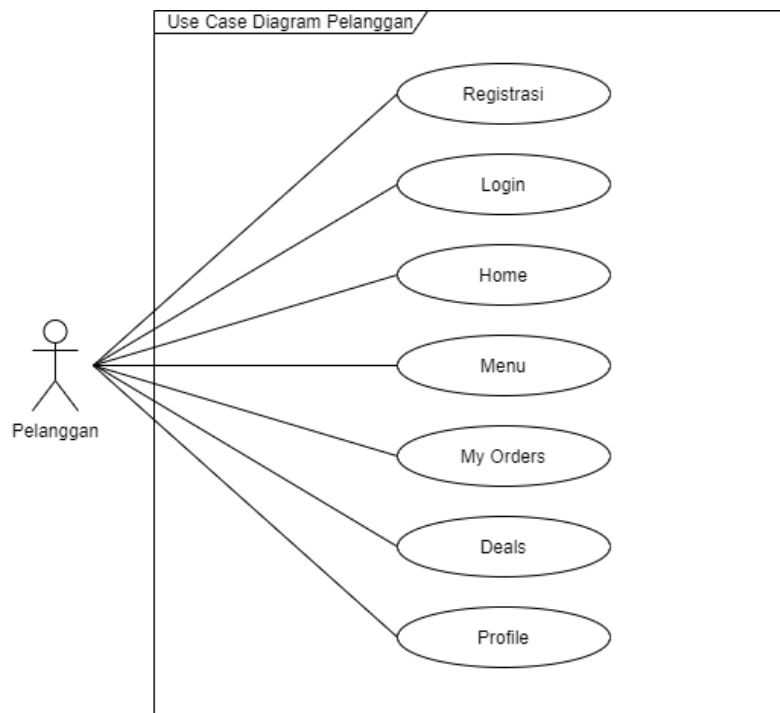 Use Case Diagram Pelanggan
Registrasi
Login
Home
Menu
Pelanggan
My Orders
Deals
Profile